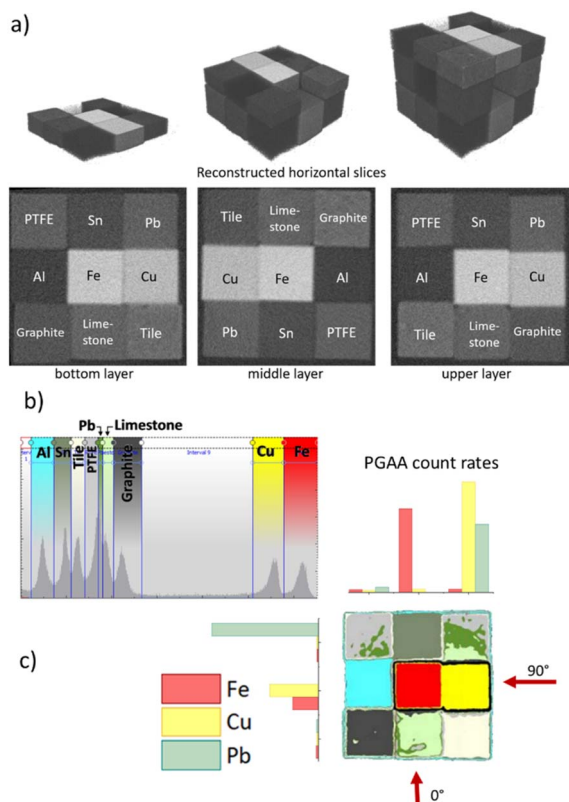 a)
Reconstructed horizontal slices
PTFE Sn Pb
Al Fe Cu
Graphite Lime-
stone Tile
bottom layer
Tile Lime-
stone Graphite
Cu Fe Al
Pb Sn PTFE
middle layer
PTFE Sn Pb
Al Fe Cu
Tile Lime-
stone Graphite
upper layer
b)
Pb Limestone
Al Sn Tile PTFE Graphite Interval 9 Cu Fe
PGAA count rates
c)
Fe
Cu
Pb
90°
0°